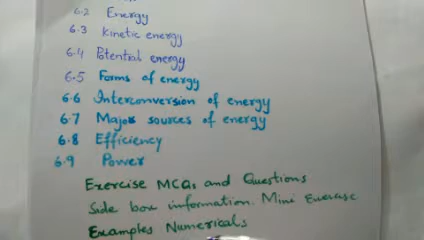 6.2 Energy
6.3 Kinetic energy
6.4 Potential energy
6.5 Forms of energy
6.6 Interconversion of energy
6.7 Major sources of energy
6.8 Efficiency
6.9 Power
Exercise MCQs and Questions
Side box information. Mini Exercise
Examples Numericals